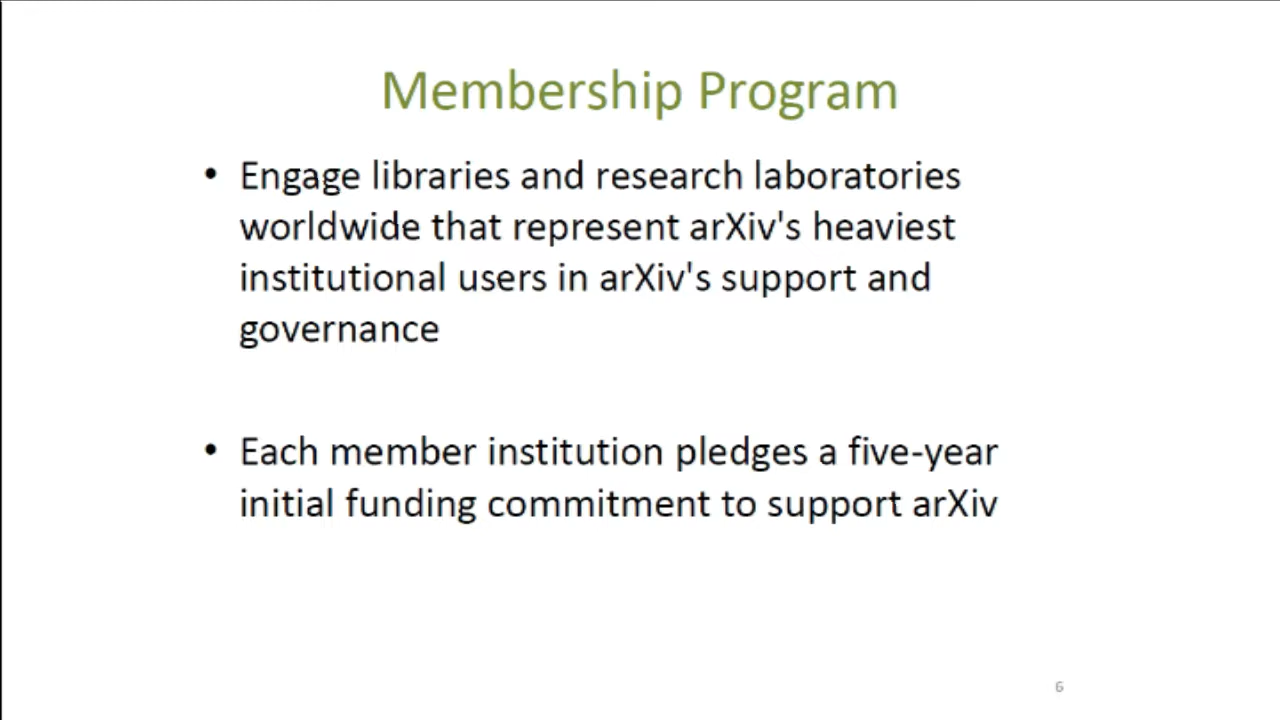 Membership Program
• Engage libraries and research laboratories
worldwide that represent arXiv's heaviest
institutional users in arXiv's support and
governance
• Each member institution pledges a five-year
initial funding commitment to support arXiv
6